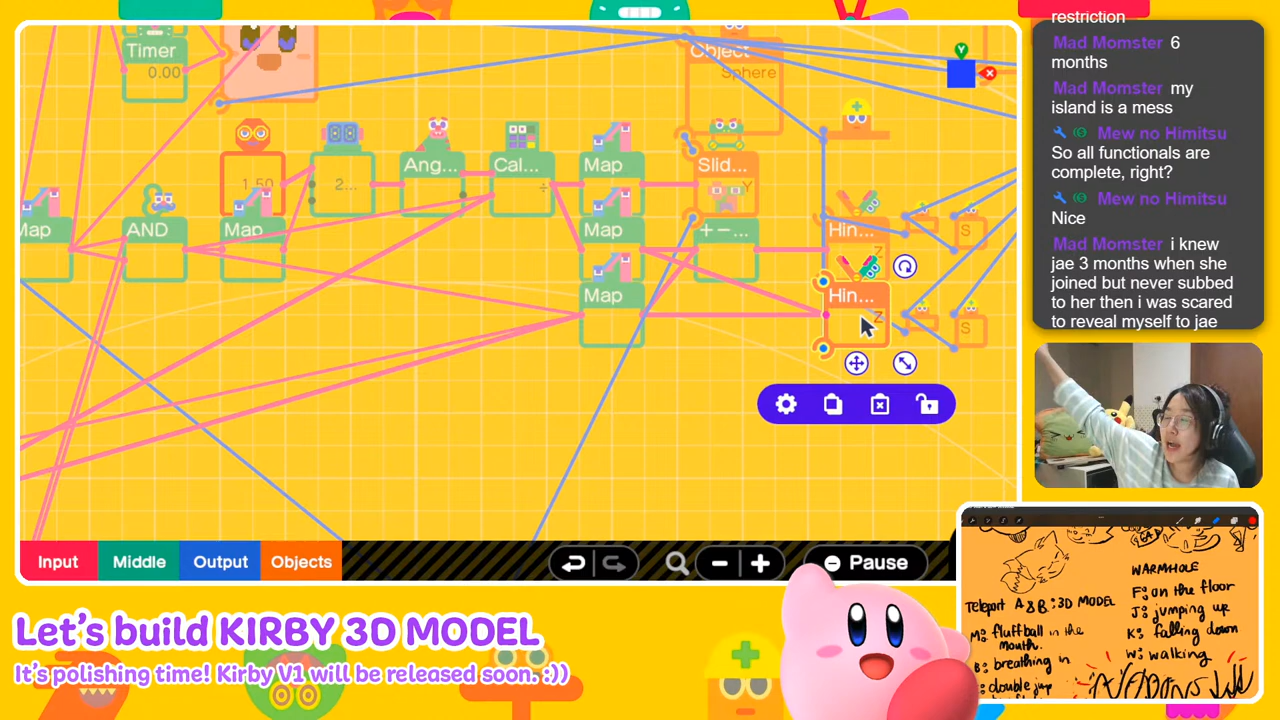 restriction
Mad Momster 6
months
Mad Momster my
island is a mess
Mew no Himitsu
So all functionals are
complete, right?
Mew no Himitsu
Nice
Mad Momster i knew
jae 3 months when she
joined but never subbed
to her then i was scared
to reveal myself to jae
Timer
0.00
Object
Sphere
Y
X
1.50
2...
Ang...
Cal...
÷
Map
Slid...
Y
Map
AND
Map
Map
+−...
Hin...
Z
S
Map
Hin...
Z
S
Input
Middle
Output
Objects
Pause
Let's build KIRBY 3D MODEL
It's polishing time! Kirby V1 will be released soon. :))
Teleport A&B: 3D MODEL
M: fluffball in the
mouth.
B: breathing in
: double jump
WARMHOLE
F: on the floor
J: jumping up
K: falling down
W: walking